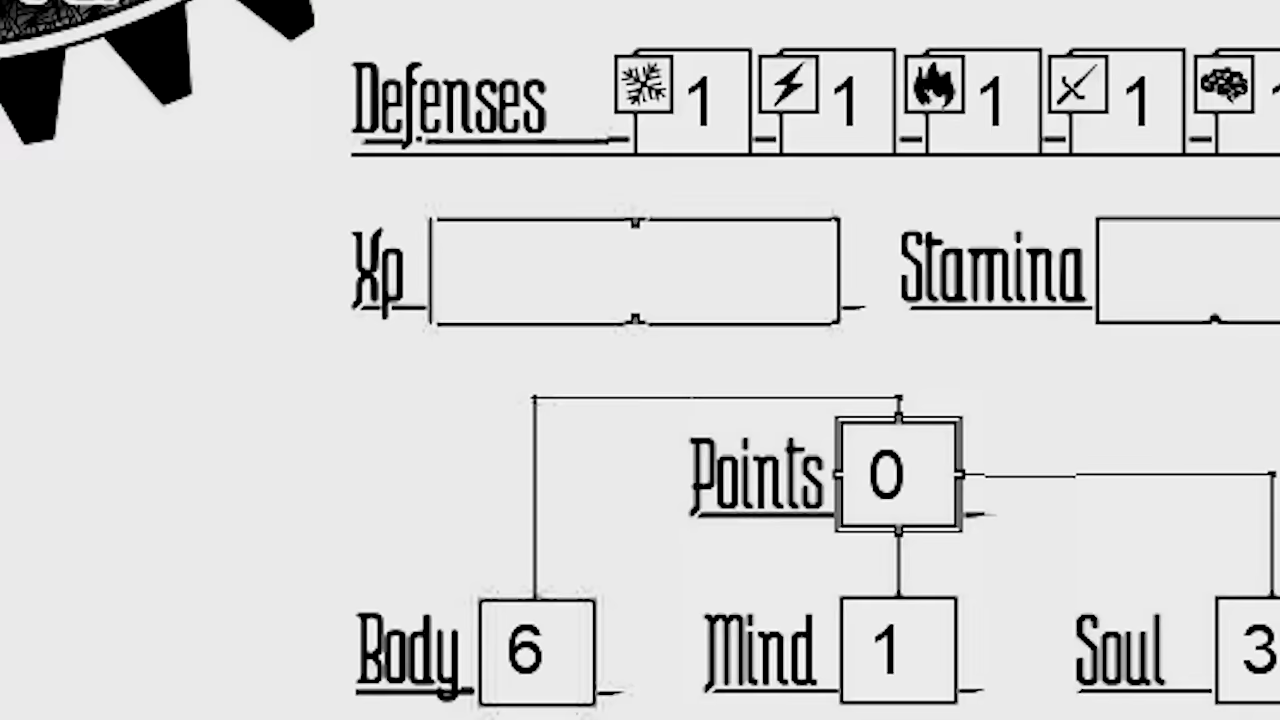 Defenses 1 1 1 1
Xp Stamina
Points 0
Body 6 Mind 1 Soul 3